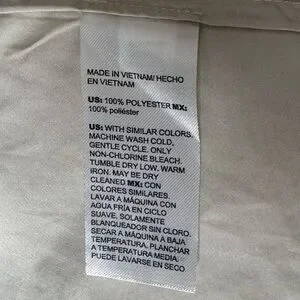 MADE IN VIETNAM/ HECHO
EN VIETNAM
US: 100% POLYESTER MX:
100% poliéster
US: WITH SIMILAR COLORS.
MACHINE WASH COLD,
GENTLE CYCLE. ONLY
NON-CHLORINE BLEACH.
TUMBLE DRY LOW. WARM
IRON. MAY BE DRY
CLEANED MX: CON
COLORES SIMILARES.
LAVAR A MÁQUINA CON
AGUA FRÍA EN CICLO
SUAVE, SOLAMENTE
BLANQUEADOR SIN CLORO.
SECAR A MÁQUINA A BAJA
TEMPERATURA. PLANCHAR
A TEMPERATURA MEDIA.
PUEDE LAVARSE EN SECO